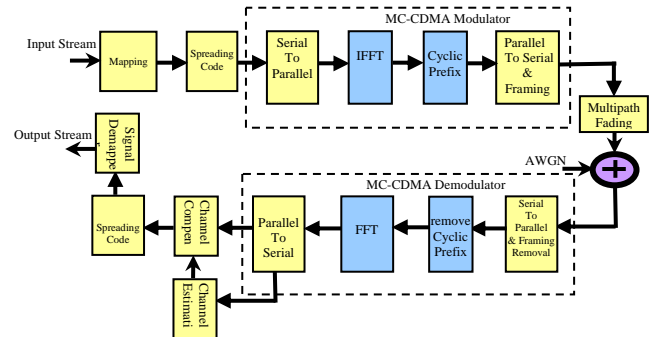 MC-CDMA Modulator
Input Stream
Mapping
Spreading
Code
Serial
To
Parallel
IFFT
Cyclic
Prefix
Parallel
To Serial
&
Framing
Multipath
Fading
AWGN
Output Stream
Signal
Demappe
r
MC-CDMA Demodulator
Spreading
Code
Channel
Compen
Parallel
To
Serial
FFT
remove
Cyclic
Prefix
Serial
To
Parallel
& Framing
Removal
Channel
Estimati